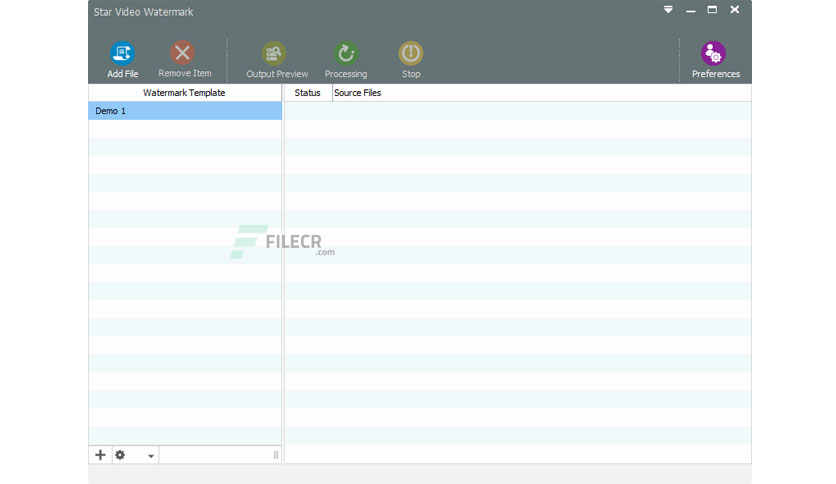 Star Video Watermark
Add File
Remove Item
Output Preview
Processing
Stop
Preferences
Watermark Template
Status
Source Files
Demo 1
FILECR
.com